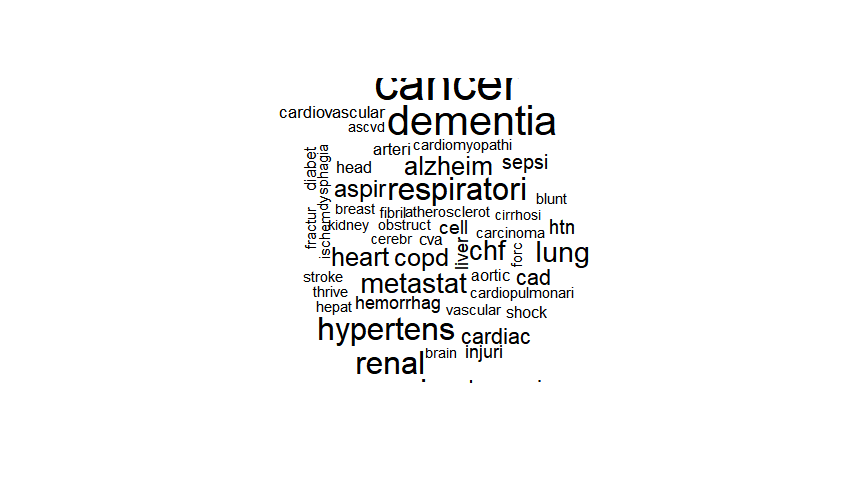 cancer
cardiovascular
ascvd dementia
arteri cardiomyopathi
head alzheim sepsi
diabet dysphagia
aspir respiratori blunt
breast fibril atherosclerot cirrhosi
fractur ischem
kidney obstruct cell carcinoma htn
cerebr cva
heart copd liver chf forc lung
stroke metastat aortic cad
thrive cardiopulmonari
hepat hemorrhag vascular shock
hypertens cardiac
renal brain injuri